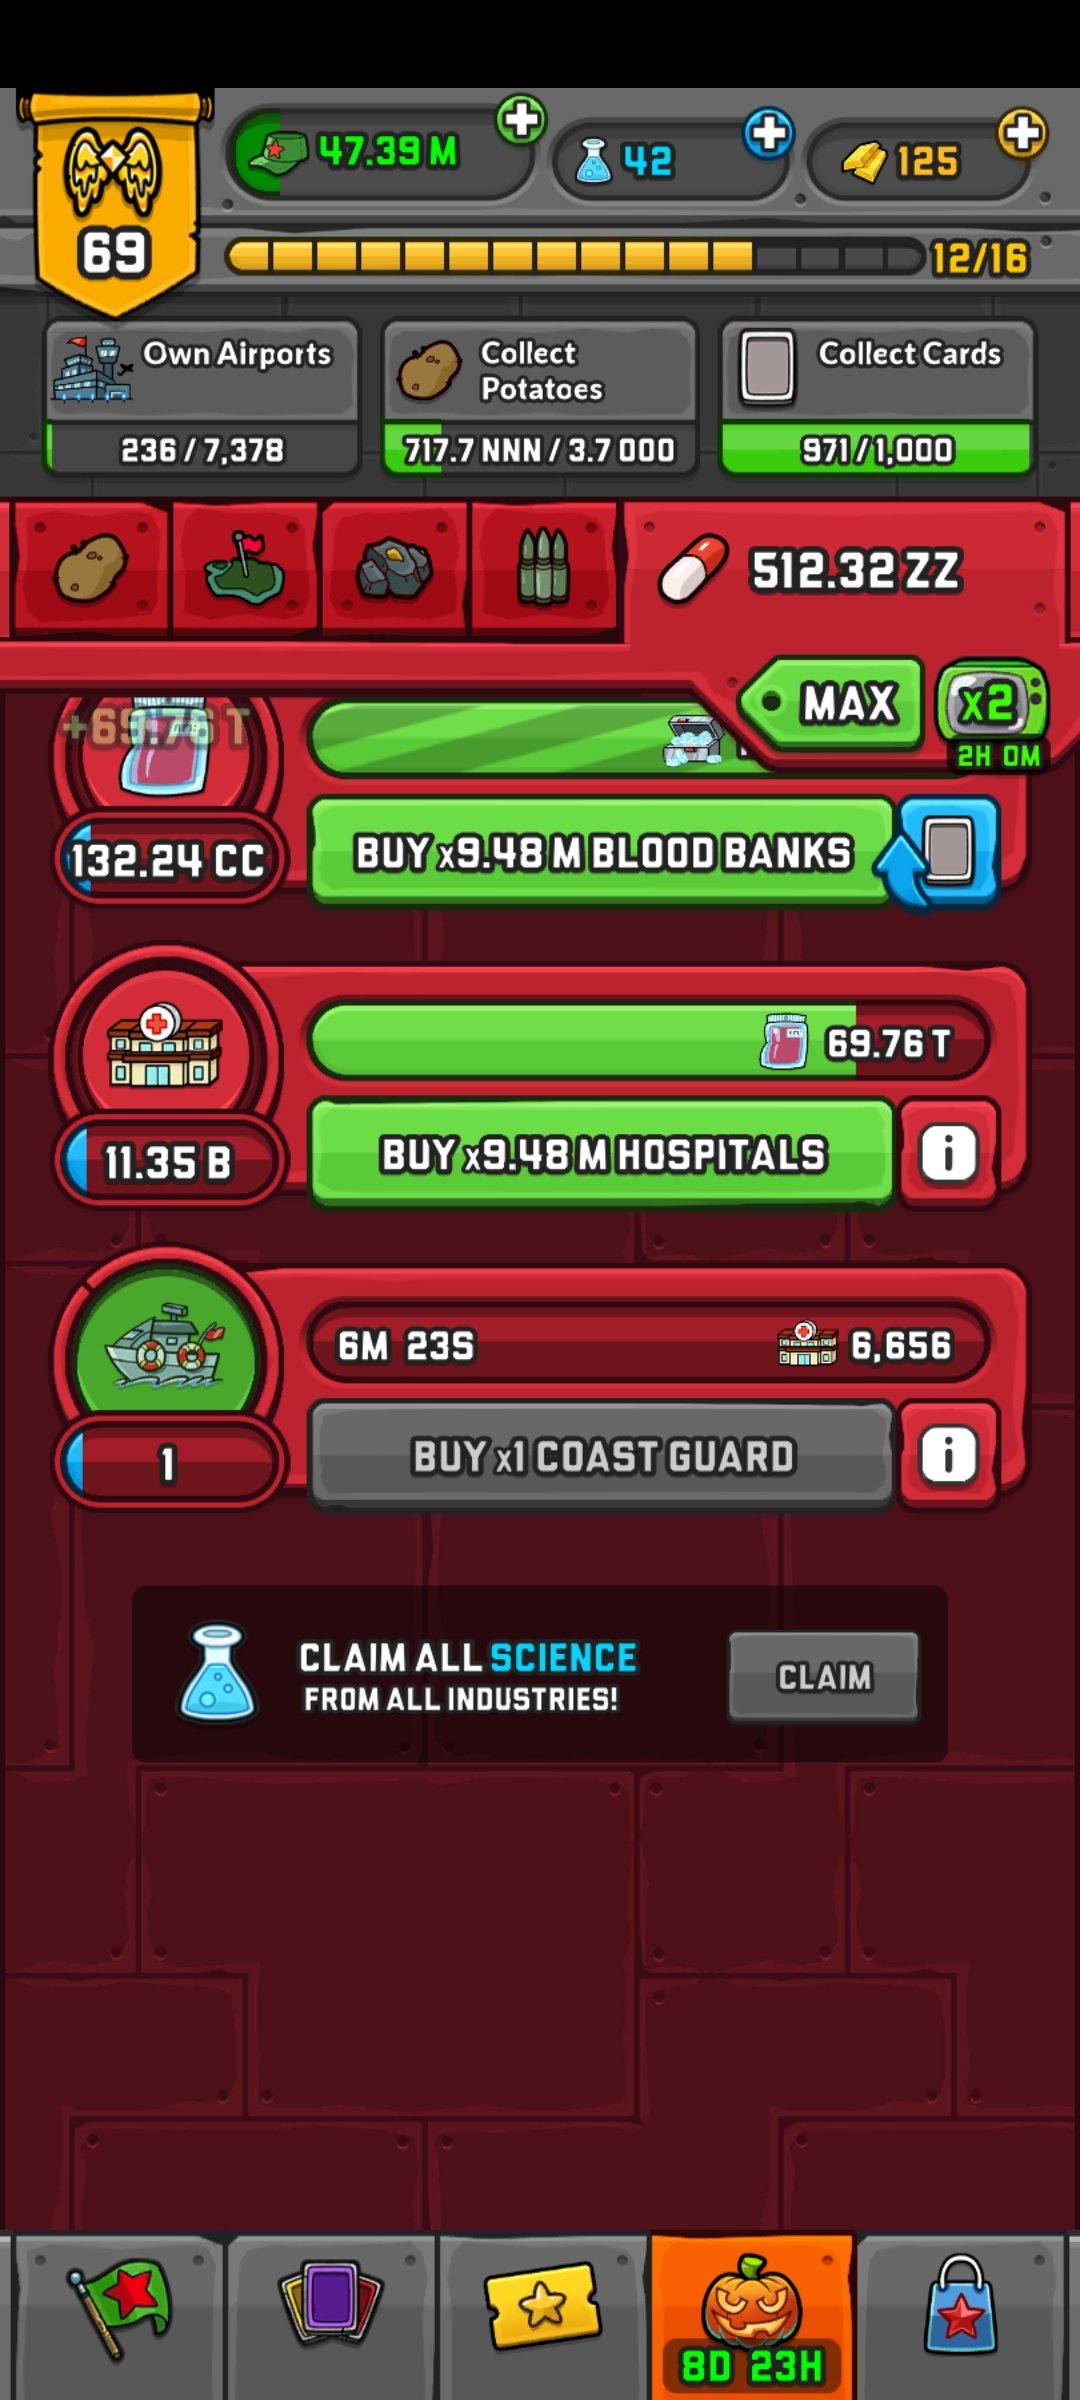 47.39 M
42
125
69
12/16
Own Airports
236 / 7,378
Collect
Potatoes
717.7 NNN / 3.7 OOO
Collect Cards
971 / 1,000
512.32 ZZ
MAX
x2
2H 0M
+69.76 T
132.24 CC
BUY x9.48 M BLOOD BANKS
69.76 T
11.35 B
BUY x9.48 M HOSPITALS
i
6M 23S
6,656
1
BUY x1 COAST GUARD
i
CLAIM ALL SCIENCE
FROM ALL INDUSTRIES!
CLAIM
8D 23H